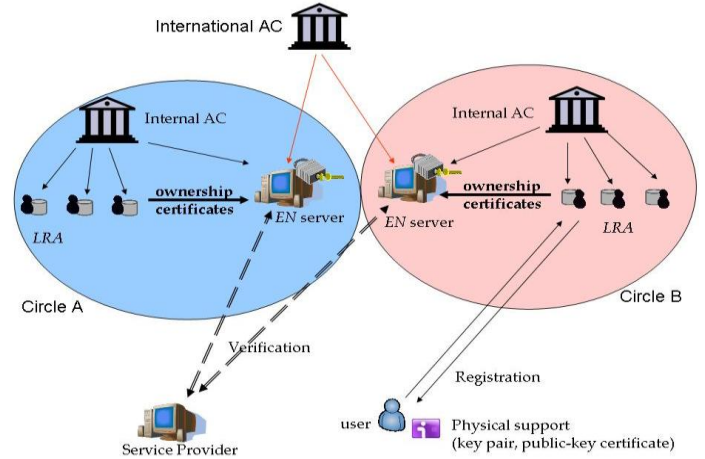 International AC
Internal AC
Internal AC
ownership
certificates
EN server
LRA
Circle A
ownership
certificates
EN server
LRA
Circle B
Verification
Registration
user
Physical support
(key pair, public-key certificate)
Service Provider